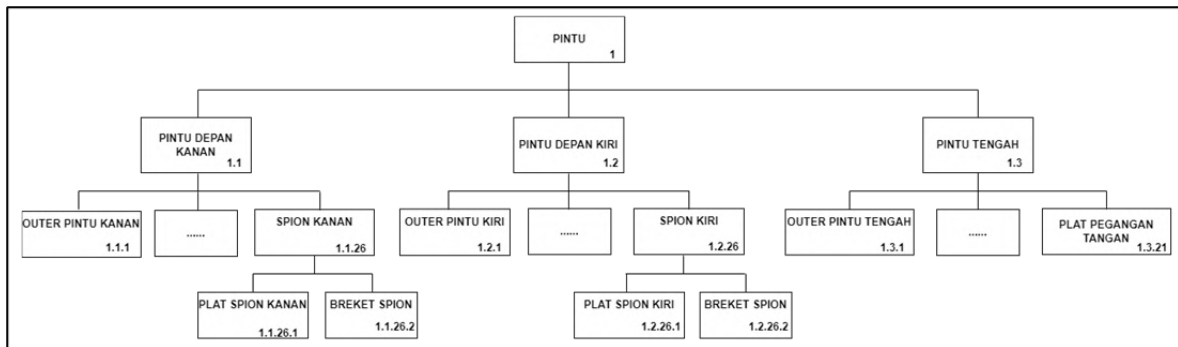 PINTU
1
PINTU DEPAN
KANAN
1.1
PINTU DEPAN KIRI
1.2
PINTU TENGAH
1.3
OUTER PINTU KANAN
1.1.1
......
SPION KANAN
1.1.26
OUTER PINTU KIRI
1.2.1
......
SPION KIRI
1.2.26
OUTER PINTU TENGAH
1.3.1
......
PLAT PEGANGAN
TANGAN
1.3.21
PLAT SPION KANAN
1.1.26.1
BREKET SPION
1.1.26.2
PLAT SPION KIRI
1.2.26.1
BREKET SPION
1.2.26.2